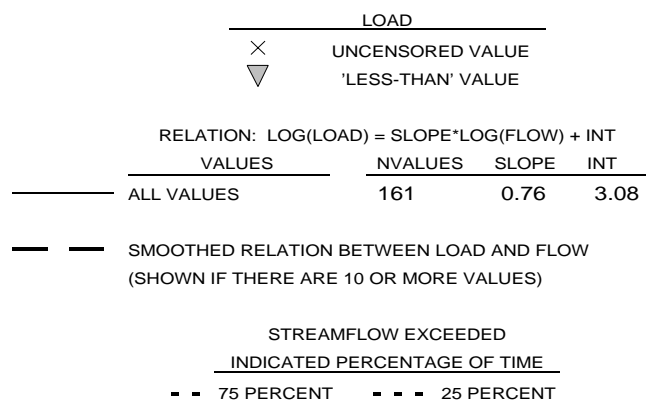 LOAD
UNCENSORED VALUE
'LESS-THAN' VALUE
RELATION: LOG(LOAD) = SLOPE*LOG(FLOW) + INT
VALUES NVALUES SLOPE INT
ALL VALUES 161 0.76 3.08
SMOOTHED RELATION BETWEEN LOAD AND FLOW
(SHOWN IF THERE ARE 10 OR MORE VALUES)
STREAMFLOW EXCEEDED
INDICATED PERCENTAGE OF TIME
75 PERCENT 25 PERCENT